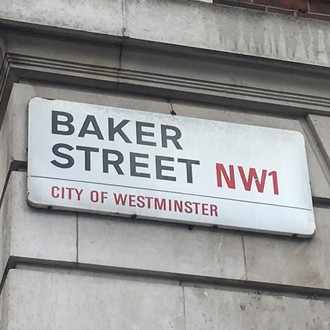 BAKER
STREET NW1
CITY OF WESTMINSTER